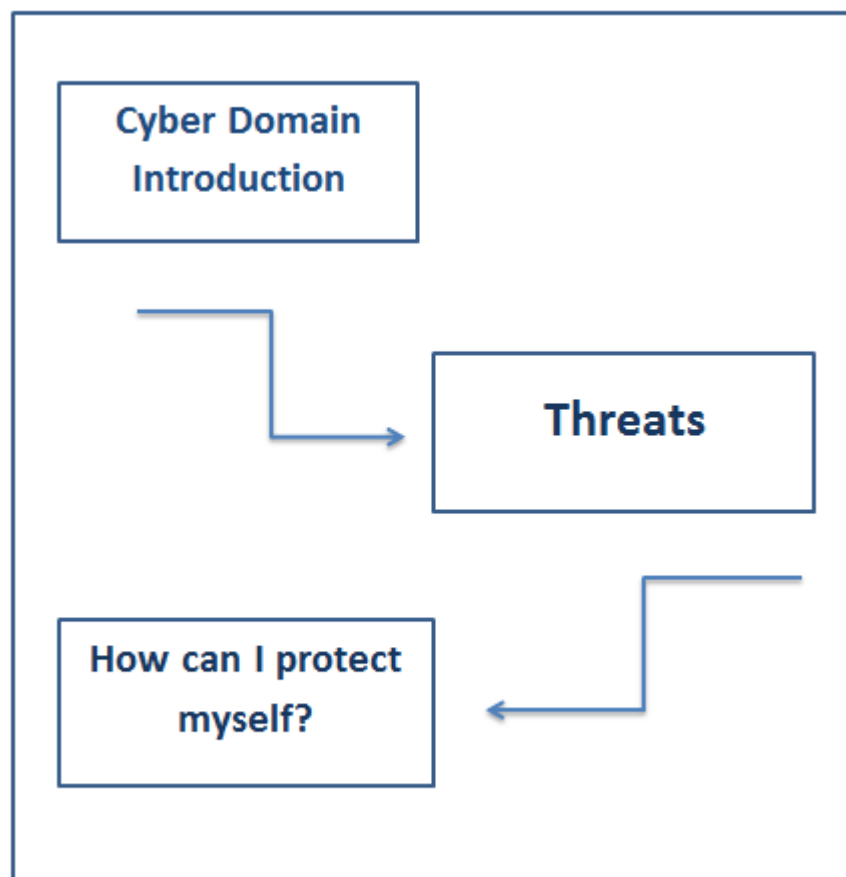 Cyber Domain
Introduction
Threats
How can I protect
myself?